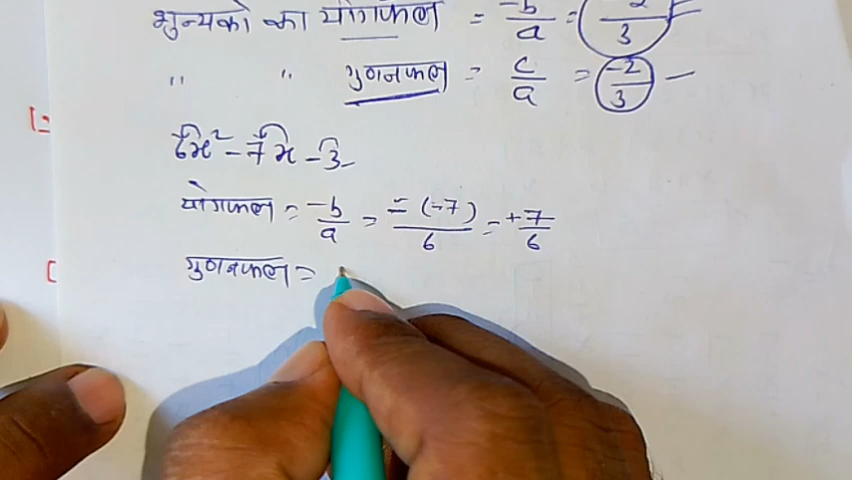 शुन्यको का योगफल = -b/a = -2/3
" " गुणनफल = c/a = -2/3 —
6x² - 7x - 3
योगफल = -b/a = -(-7)/6 = +7/6
गुणनफल =